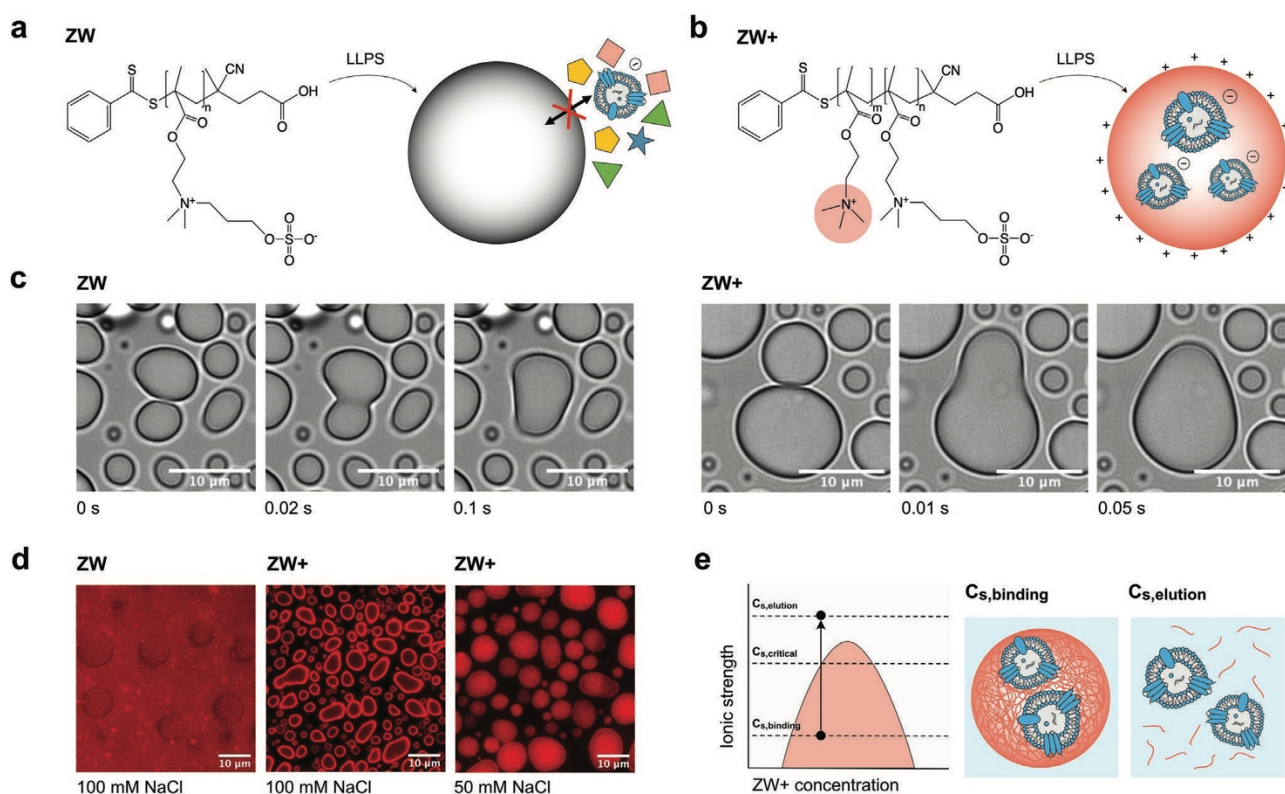 a
ZW
S
S
n
CN
OH
O
O
O
N+
O
O
S
O-
O
LLPS
−
b
ZW+
S
S
m
n
CN
OH
O
O
O
O
O
N+
N+
O
O
S
O-
O
LLPS
−
−
−
+ + + + + + + + + + + + + + + + + + + +
c
ZW
10 µm
10 µm
10 µm
0 s
0.02 s
0.1 s
ZW+
10 µm
10 µm
10 µm
0 s
0.01 s
0.05 s
d
ZW
ZW+
ZW+
10 µm
10 µm
10 µm
100 mM NaCl
100 mM NaCl
50 mM NaCl
e
Ionic strength
Cs,elution
Cs,critical
Cs,binding
ZW+ concentration
Cs,binding
Cs,elution